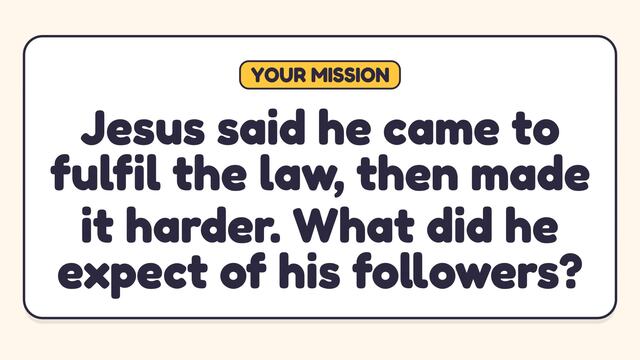 YOUR MISSION
Jesus said he came to
fulfil the law, then made
it harder. What did he
expect of his followers?